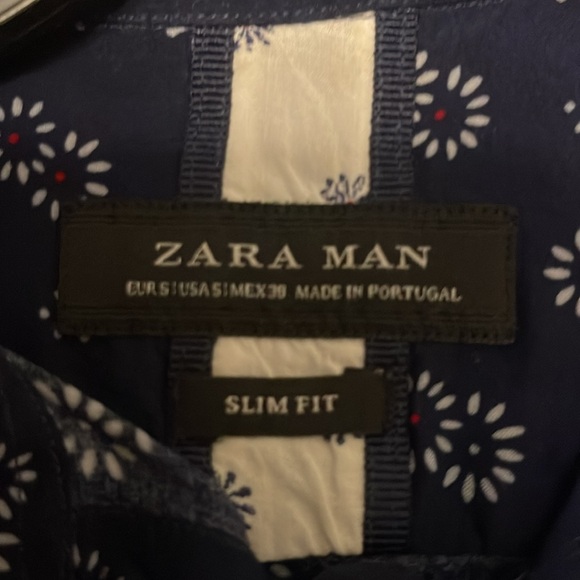 ZARA MAN
EUR S | USA S | MEX 38 MADE IN PORTUGAL
SLIM FIT